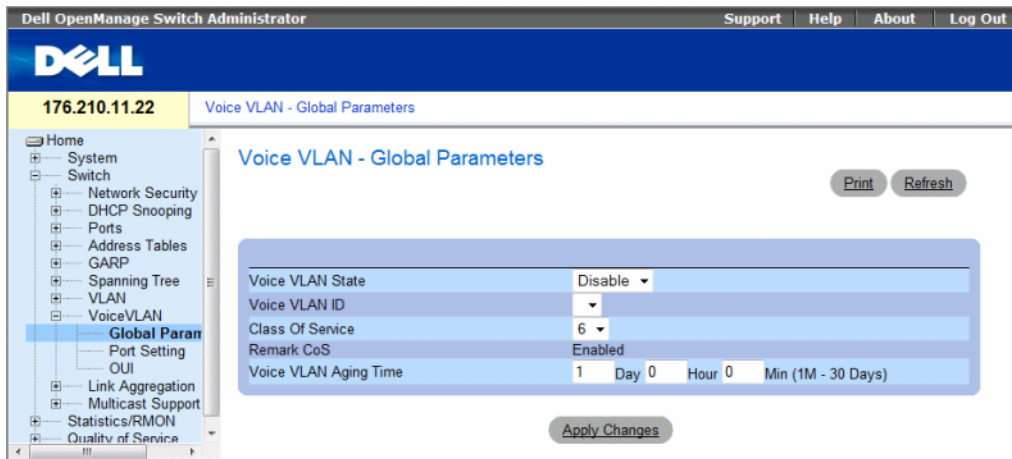 Dell OpenManage Switch Administrator
Support Help About Log Out
DELL
176.210.11.22
Voice VLAN - Global Parameters
Home
System
Switch
Network Security
DHCP Snooping
Ports
Address Tables
GARP
Spanning Tree
VLAN
VoiceVLAN
Global Param
Port Setting
OUI
Link Aggregation
Multicast Support
Statistics/RMON
Quality of Service
Voice VLAN - Global Parameters
Print Refresh
Voice VLAN State Disable
Voice VLAN ID
Class Of Service 6
Remark CoS Enabled
Voice VLAN Aging Time 1 Day 0 Hour 0 Min (1M - 30 Days)
Apply Changes